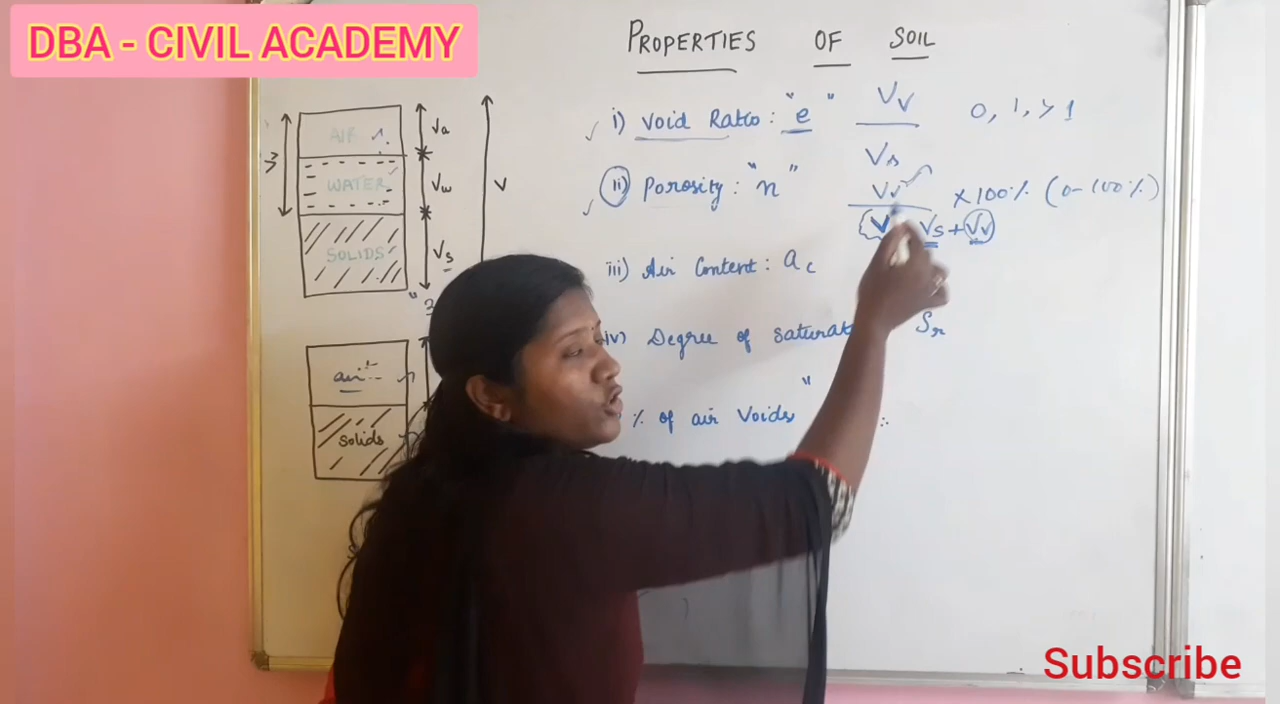 DBA - CIVIL ACADEMY
PROPERTIES OF SOIL
i) Void Ratio: "e" Vv / Vs 0, 1, > 1
ii) Porosity: "n" Vv / V Vs + Vv × 100% (0-100%)
iii) Air Content: ac
iv) Degree of Saturat Sr
% of air Voids "
AIR Va
WATER Vw V
SOLIDS Vs
air
solids
Subscribe